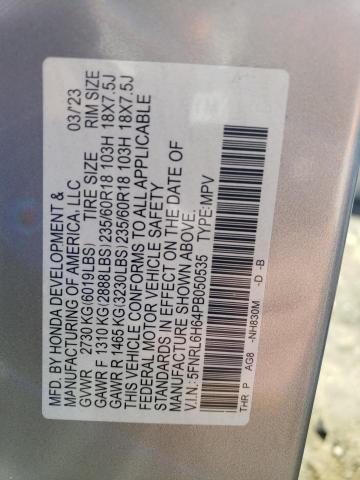 MFD. BY HONDA DEVELOPMENT & 03/'23
MANUFACTURING OF AMERICA, LLC
GVWR 2730 KG(6019LBS) TIRE SIZE RIM SIZE
GAWR F 1310 KG(2888LBS)235/60R18 103H 18X7.5J
GAWR R 1465 KG(3230LBS)235/60R18 103H 18X7.5J
THIS VEHICLE CONFORMS TO ALL APPLICABLE
FEDERAL MOTOR VEHICLE SAFETY
STANDARDS IN EFFECT ON THE DATE OF
MANUFACTURE SHOWN ABOVE.
V.I.N.:5FNRL6H64PB050535 TYPE:MPV
THR P AG8 -NH830M -D -B